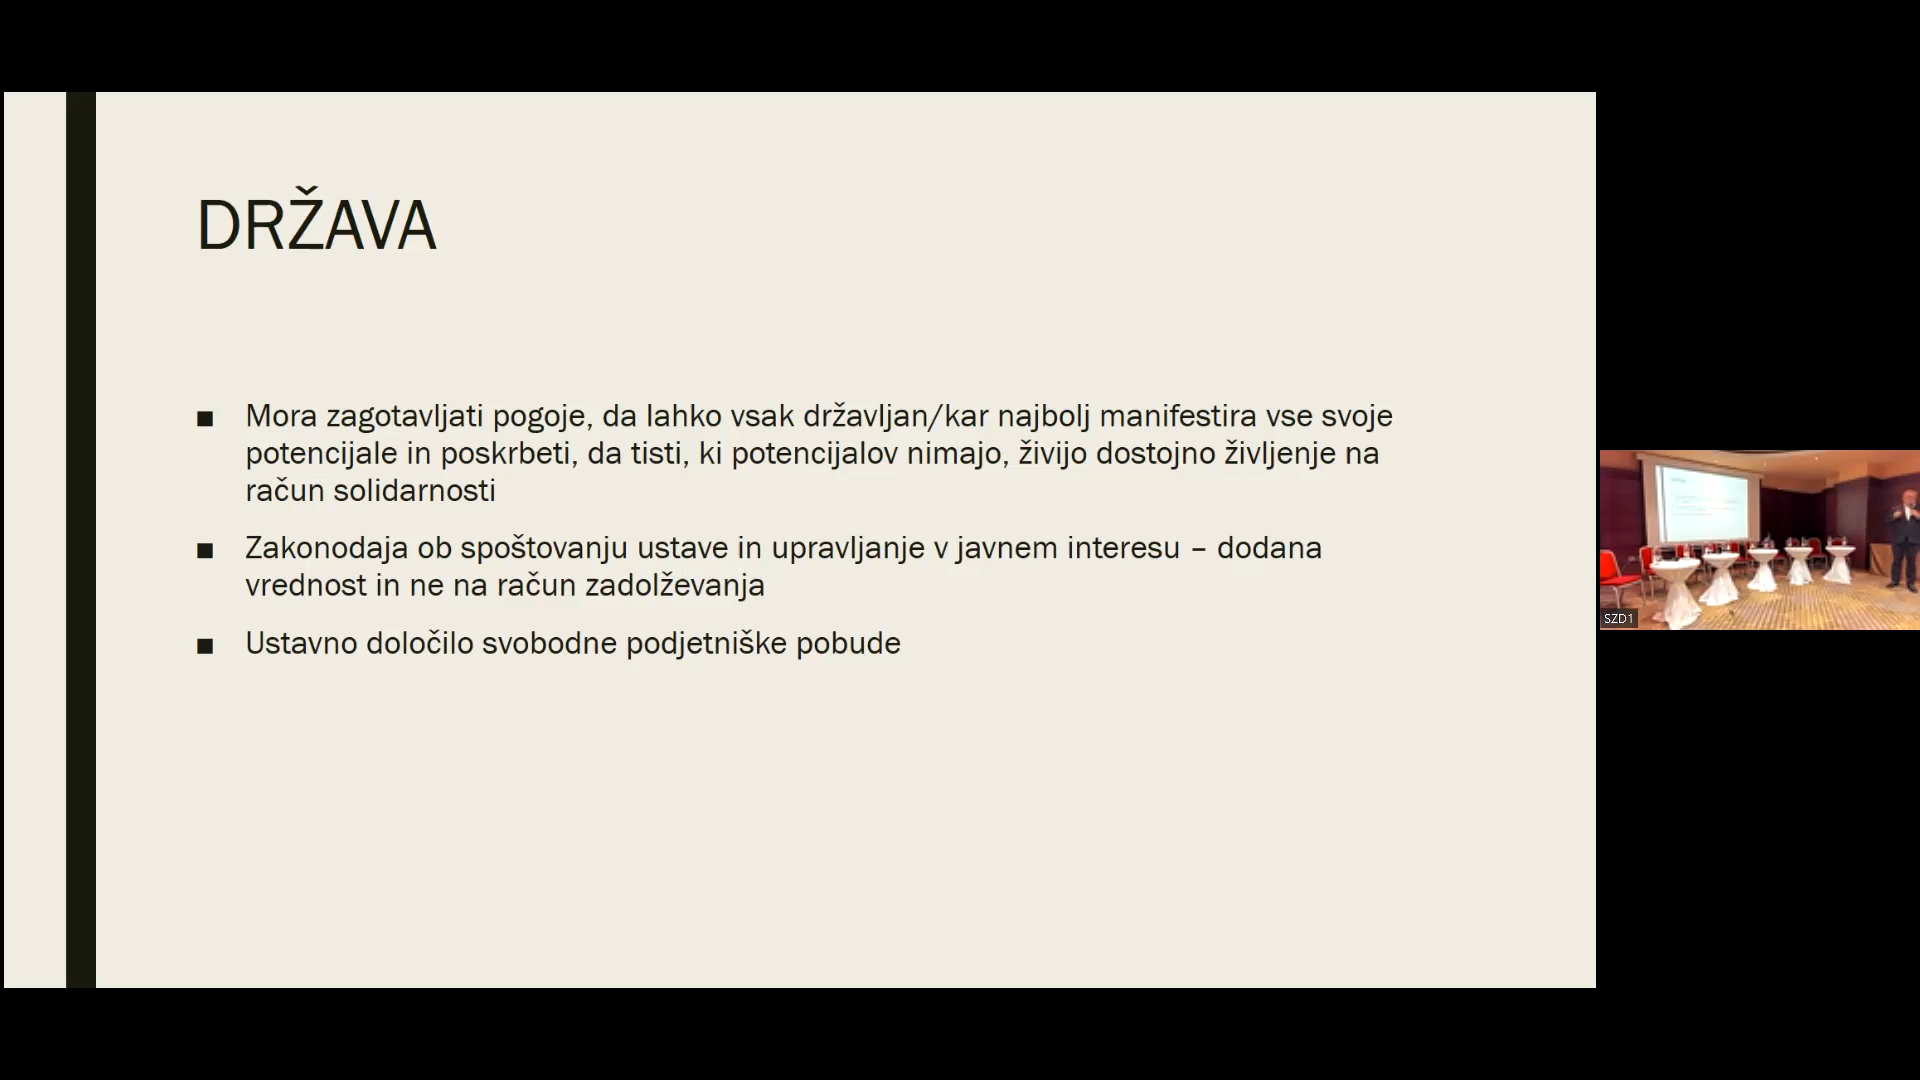 DRŽAVA
■ Mora zagotavljati pogoje, da lahko vsak državljan/kar najbolj manifestira vse svoje
potencijale in poskrbeti, da tisti, ki potencijalov nimajo, živijo dostojno življenje na
račun solidarnosti
■ Zakonodaja ob spoštovanju ustave in upravljanje v javnem interesu – dodana
vrednost in ne na račun zadolževanja
■ Ustavno določilo svobodne podjetniške pobude
SZD1